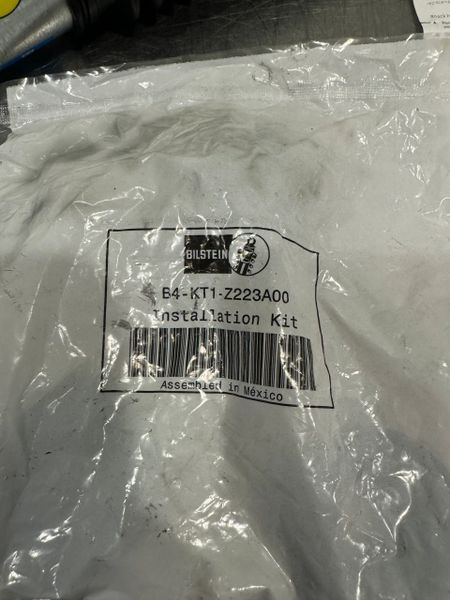 BILSTEIN
B4-KT1-Z223A00
Installation Kit
Assembled in México